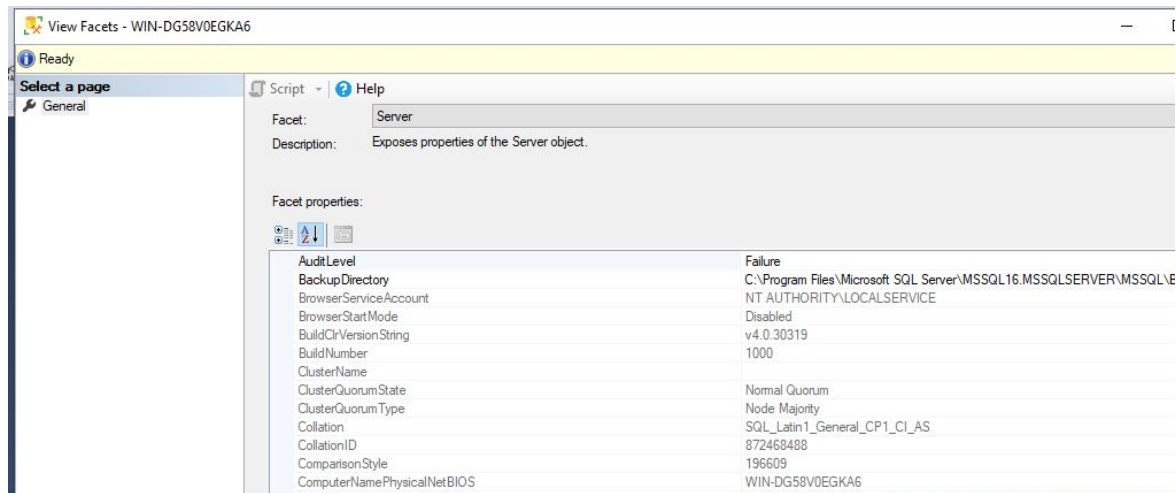 View Facets - WIN-DG58V0EGKA6
Ready
Select a page
General
Script Help
Facet: Server
Description: Exposes properties of the Server object.
Facet properties:
AuditLevel Failure
BackupDirectory C:\Program Files\Microsoft SQL Server\MSSQL16.MSSQLSERVER\MSSQL\B
BrowserServiceAccount NT AUTHORITY\LOCALSERVICE
BrowserStartMode Disabled
BuildClrVersionString v4.0.30319
BuildNumber 1000
ClusterName
ClusterQuorumState Normal Quorum
ClusterQuorumType Node Majority
Collation SQL_Latin1_General_CP1_CI_AS
CollationID 872468488
ComparisonStyle 196609
ComputerNamePhysicalNetBIOS WIN-DG58V0EGKA6